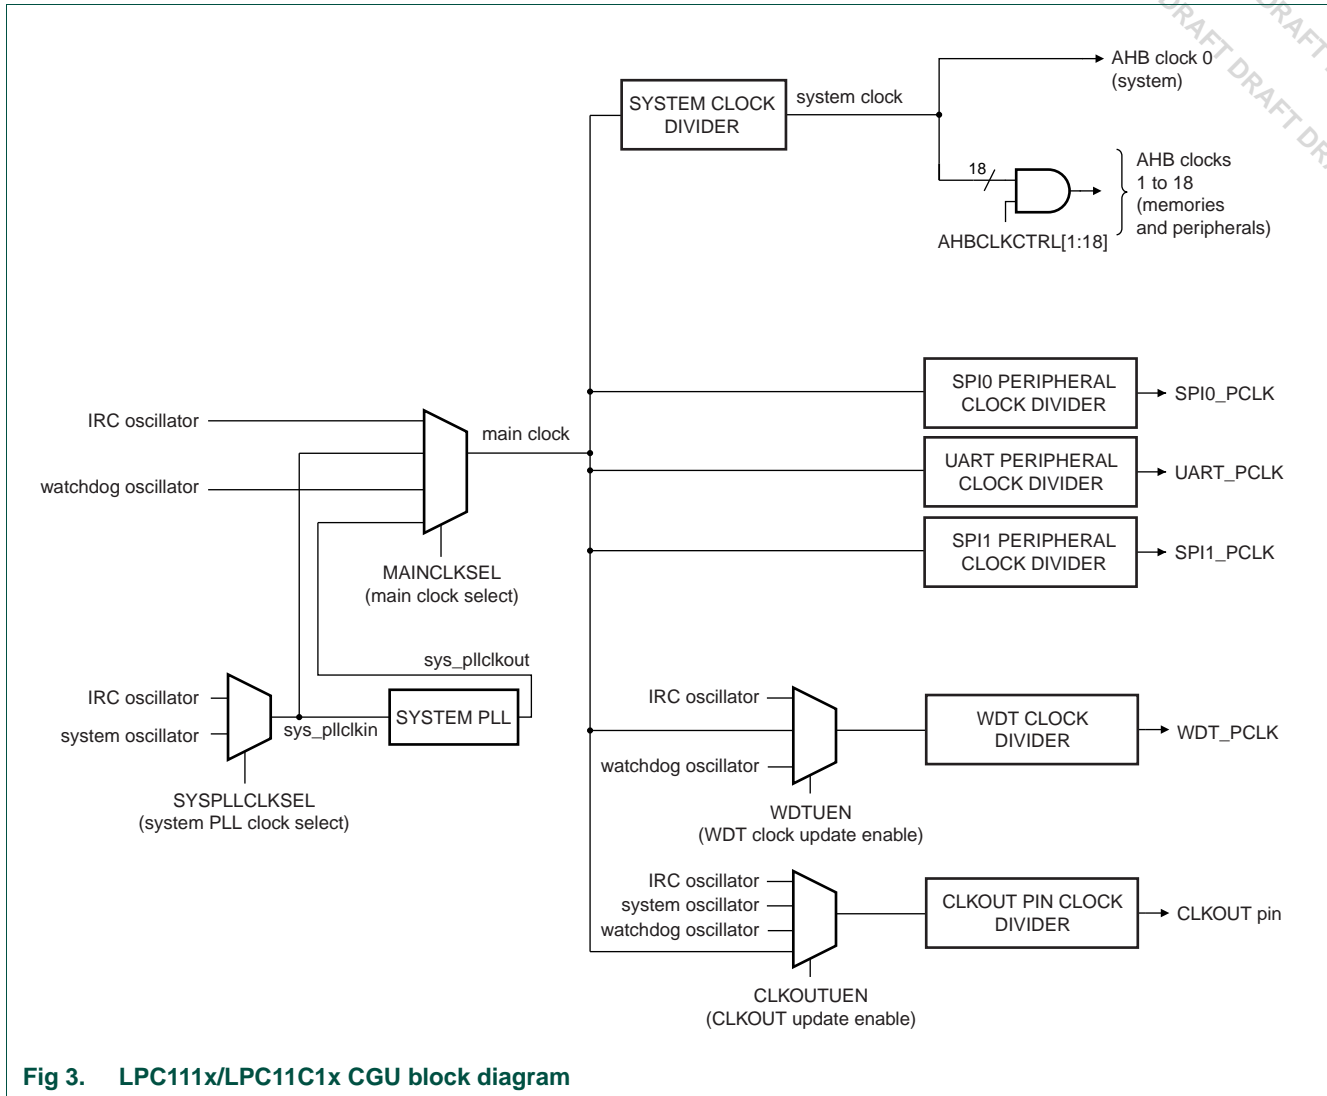 DRAFT
DRAFT DRAFT
DRAFT DRA
SYSTEM CLOCK
DIVIDER
system clock
AHB clock 0
(system)
18
AHBCLKCTRL[1:18]
AHB clocks
1 to 18
(memories
and peripherals)
IRC oscillator
watchdog oscillator
main clock
MAINCLKSEL
(main clock select)
SPI0 PERIPHERAL
CLOCK DIVIDER
SPI0_PCLK
UART PERIPHERAL
CLOCK DIVIDER
UART_PCLK
SPI1 PERIPHERAL
CLOCK DIVIDER
SPI1_PCLK
sys_pllclkout
IRC oscillator
system oscillator
sys_pllclkin
SYSTEM PLL
SYSPLLCLKSEL
(system PLL clock select)
IRC oscillator
watchdog oscillator
WDTUEN
(WDT clock update enable)
WDT CLOCK
DIVIDER
WDT_PCLK
IRC oscillator
system oscillator
watchdog oscillator
CLKOUTUEN
(CLKOUT update enable)
CLKOUT PIN CLOCK
DIVIDER
CLKOUT pin
Fig 3. LPC111x/LPC11C1x CGU block diagram